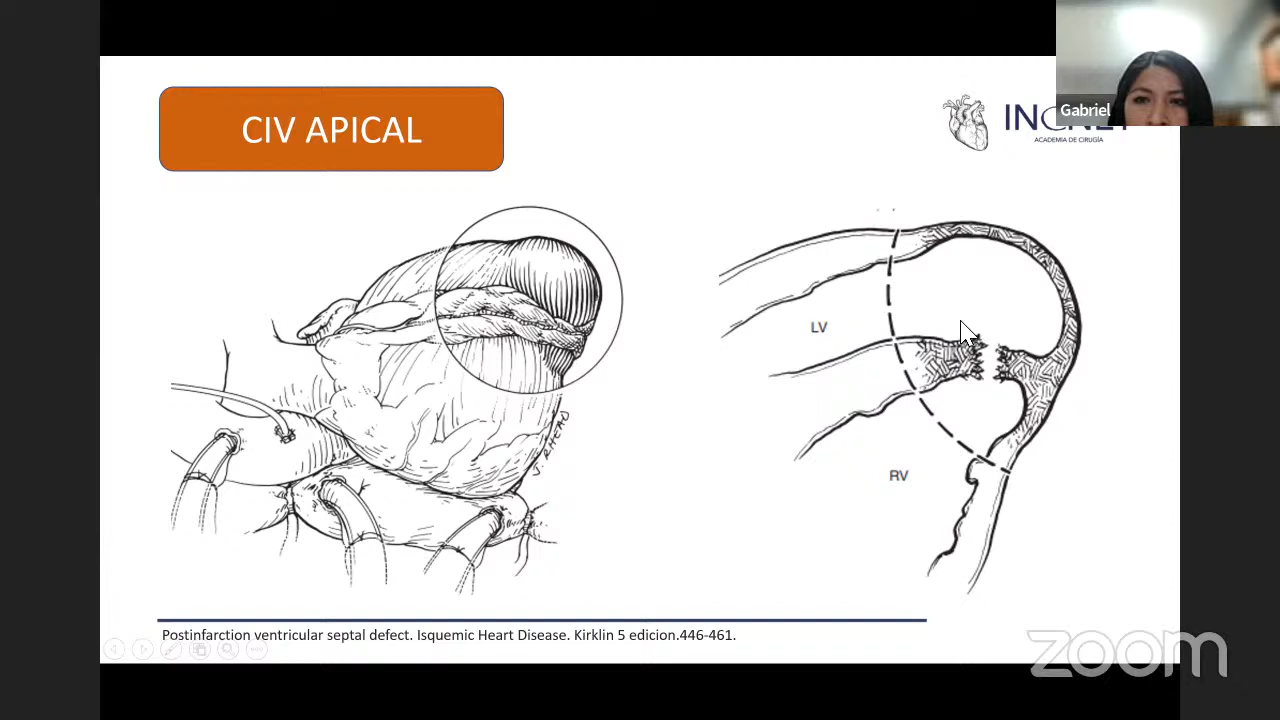 CIV APICAL
Gabriel
ACADEMIA DE CIRUGÍA
LV
RV
Postinfarction ventricular septal defect. Isquemic Heart Disease. Kirklin 5 edicion.446-461.
zoom